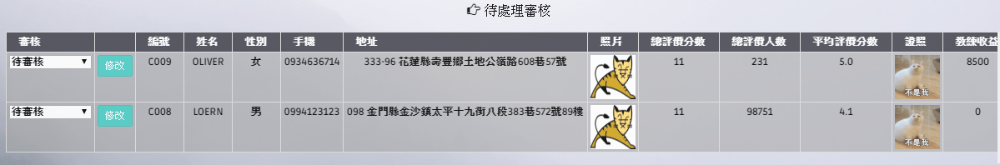 待處理審核
審核 編號 姓名 性別 手機 地址 照片 總評價分數 總評價人數 平均評價分數 證照 教練收益
待審核 修改 C009 OLIVER 女 0934636714 333-96 花蓮縣壽豐鄉土地公嶺路608巷57號 11 231 5.0 不是我 8500
待審核 修改 C008 LOERN 男 0994123123 098 金門縣金沙鎮太平十九街八段383巷572號89樓 11 98751 4.1 不是我 0